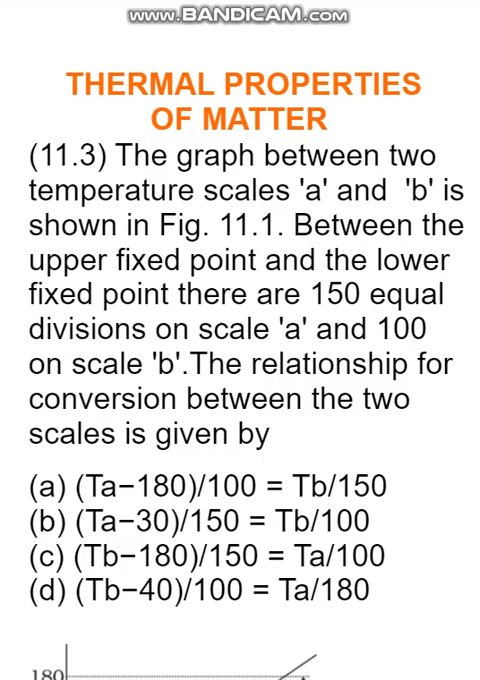 www.BANDICAM.com
THERMAL PROPERTIES
OF MATTER
(11.3) The graph between two
temperature scales 'a' and  'b' is
shown in Fig. 11.1. Between the
upper fixed point and the lower
fixed point there are 150 equal
divisions on scale 'a' and 100
on scale 'b'.The relationship for
conversion between the two
scales is given by
(a) (Ta−180)/100 = Tb/150
(b) (Ta−30)/150 = Tb/100
(c) (Tb−180)/150 = Ta/100
(d) (Tb−40)/100 = Ta/180
180